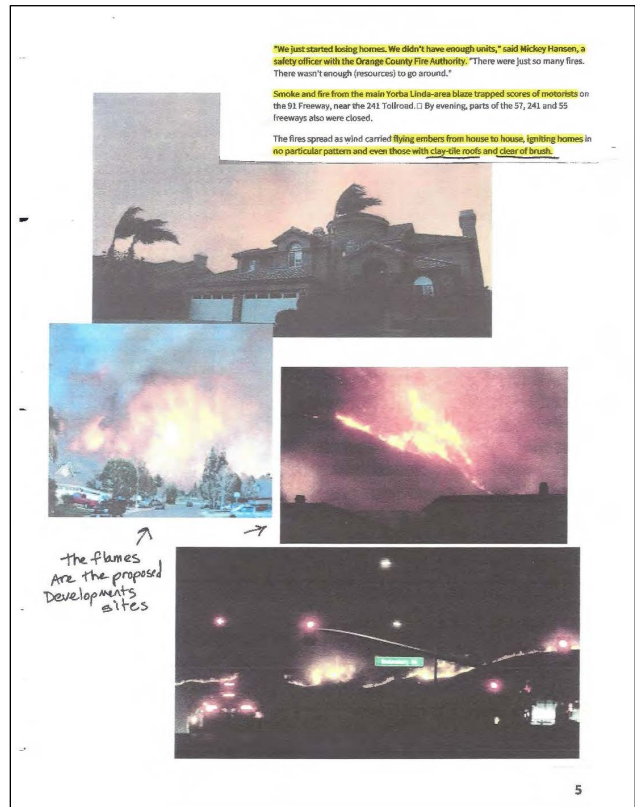 "We just started losing homes. We didn't have enough units," said Mickey Hansen, a
safety officer with the Orange County Fire Authority. "There were just so many fires.
There wasn't enough (resources) to go around."
Smoke and fire from the main Yorba Linda-area blaze trapped scores of motorists on
the 91 Freeway, near the 241 Tollroad.□ By evening, parts of the 57, 241 and 55
freeways also were closed.
The fires spread as wind carried flying embers from house to house, igniting homes in
no particular pattern and even those with clay-tile roofs and clear of brush.
the flames
Are the proposed
Developments
sites
5